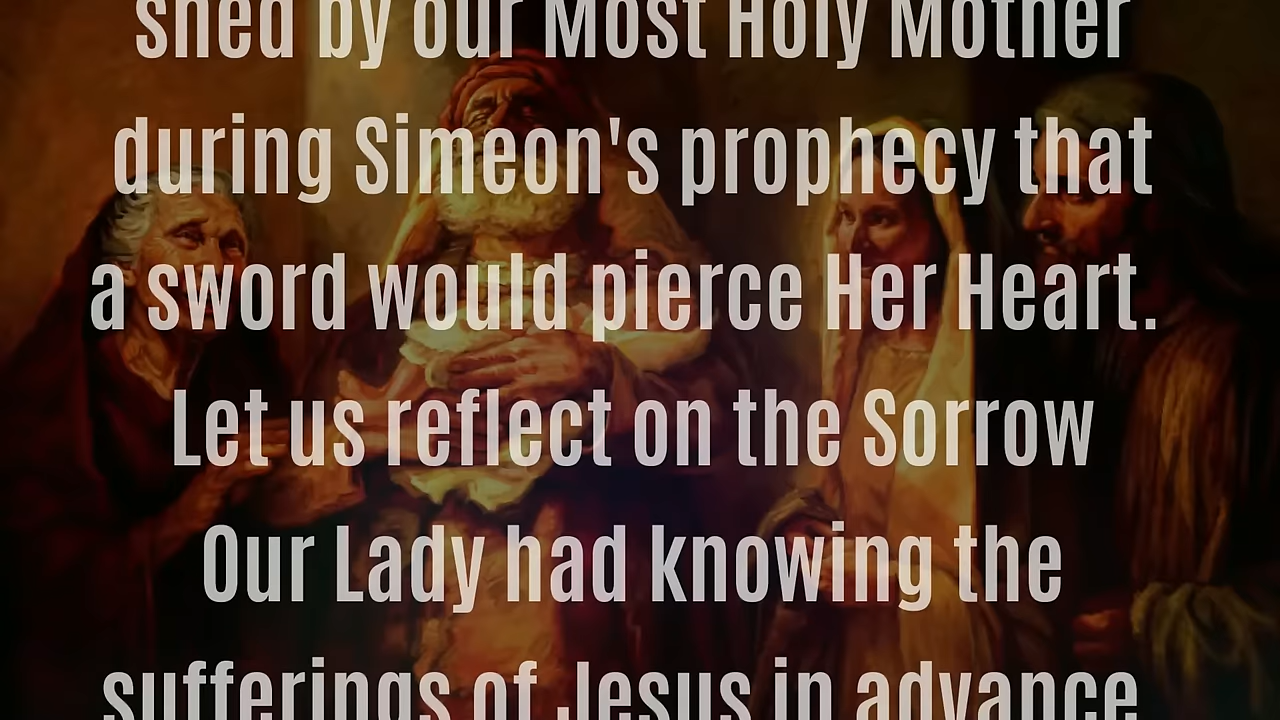 shed by our Most Holy Mother
during Simeon's prophecy that
a sword would pierce Her Heart.
Let us reflect on the Sorrow
Our Lady had knowing the
sufferings of Jesus in advance